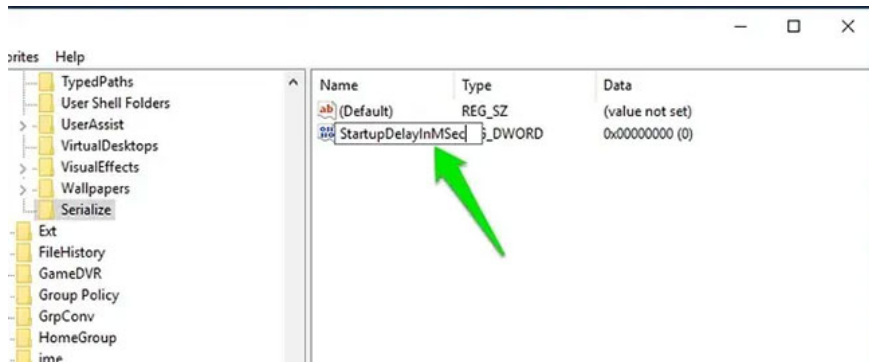 orites Help
TypedPaths
User Shell Folders
UserAssist
VirtualDesktops
VisualEffects
Wallpapers
Serialize
Ext
FileHistory
GameDVR
Group Policy
GrpConv
HomeGroup
ime
Name Type Data
(Default) REG_SZ (value not set)
StartupDelayInMSec _DWORD 0x00000000 (0)